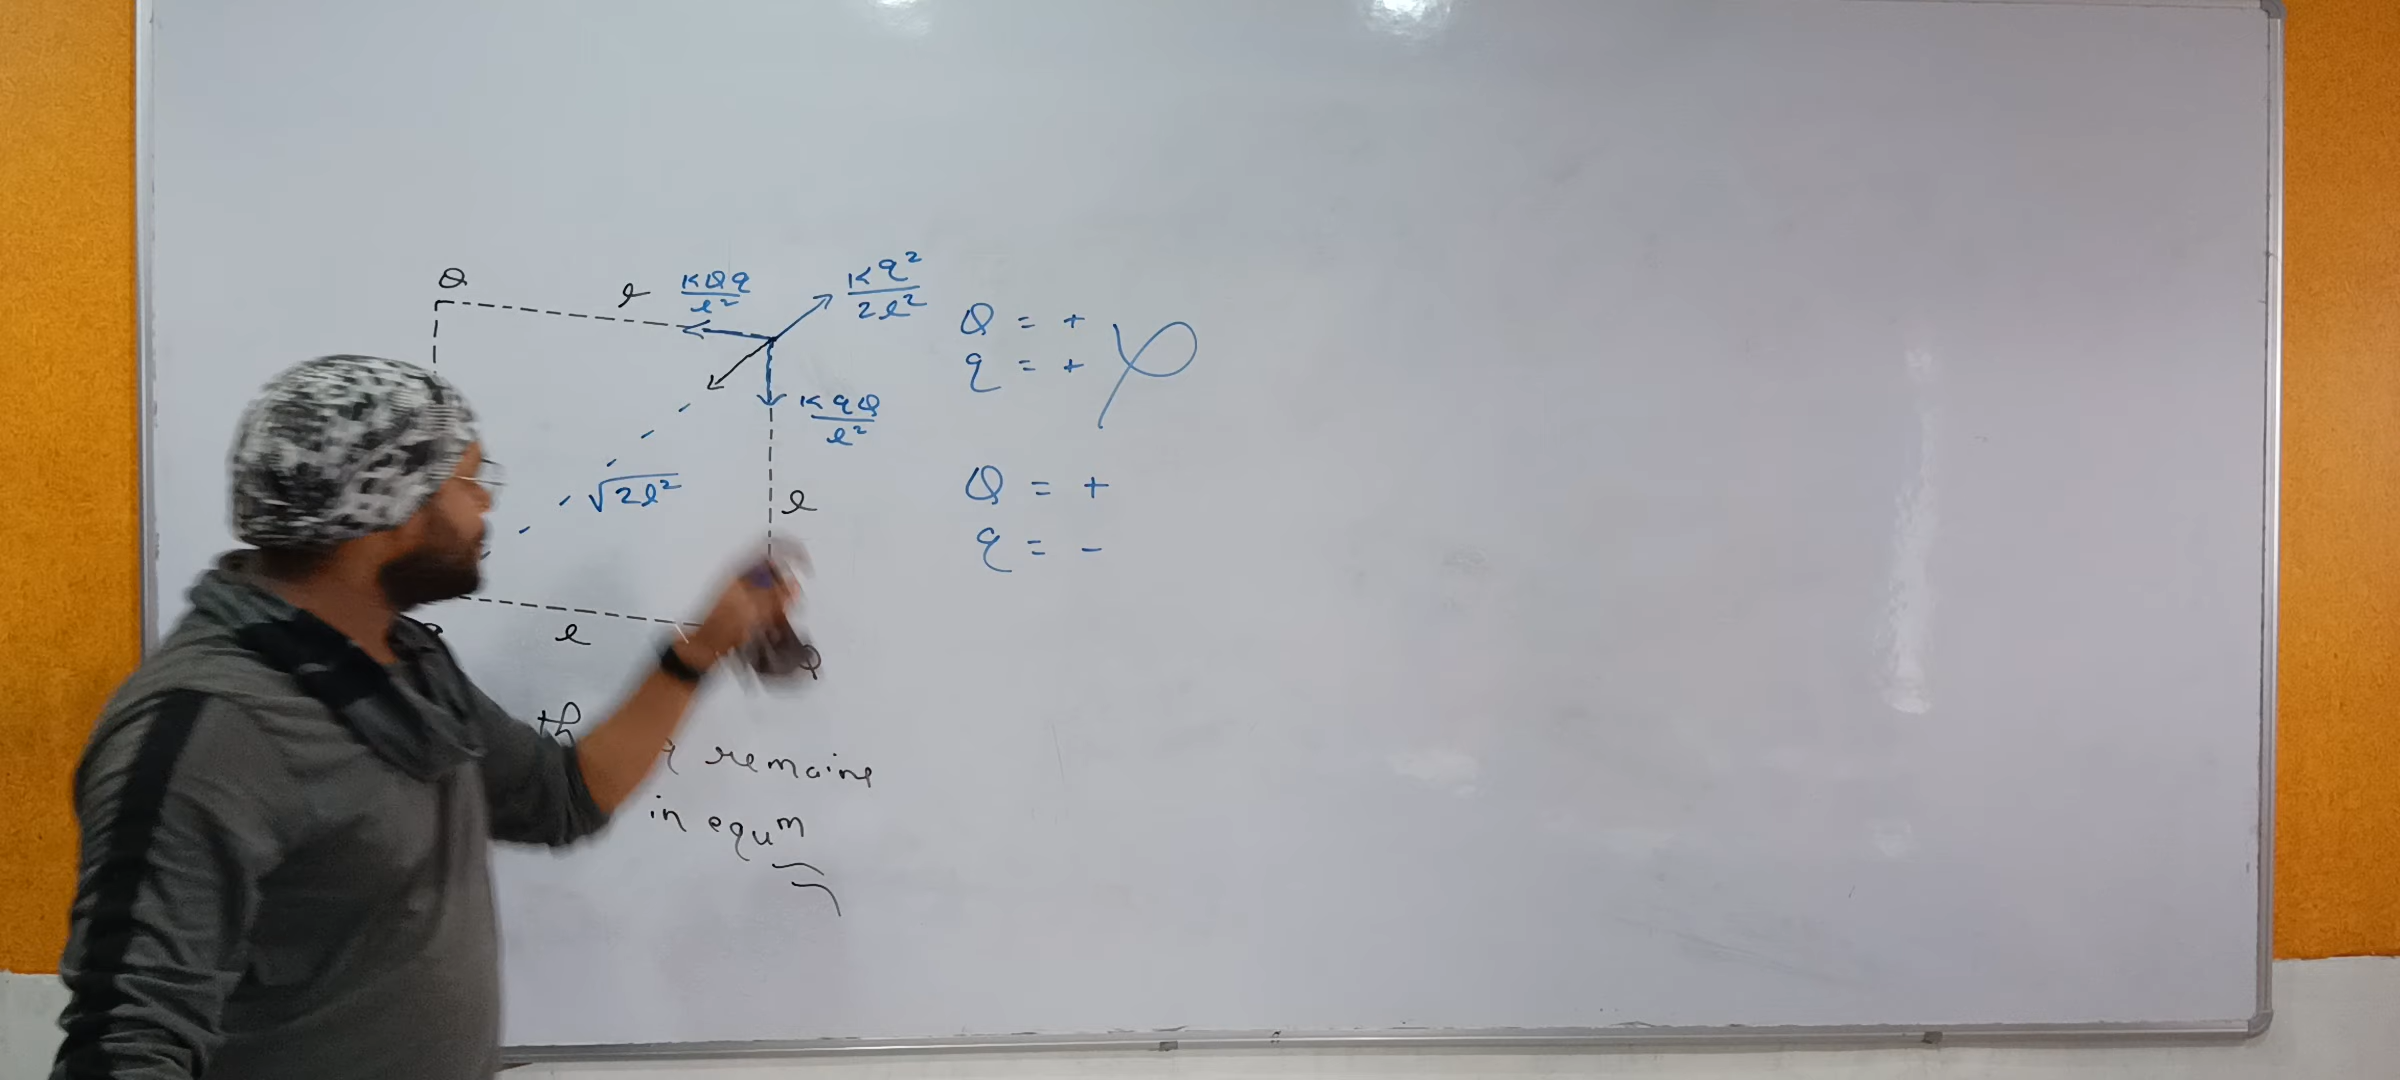 Q
l
KQq/l²
Kq²/2l²
Q = +
q = +
KqQ/l²
√2l²
l
Q = +
q = -
l
Q
q remains
in equᵐ